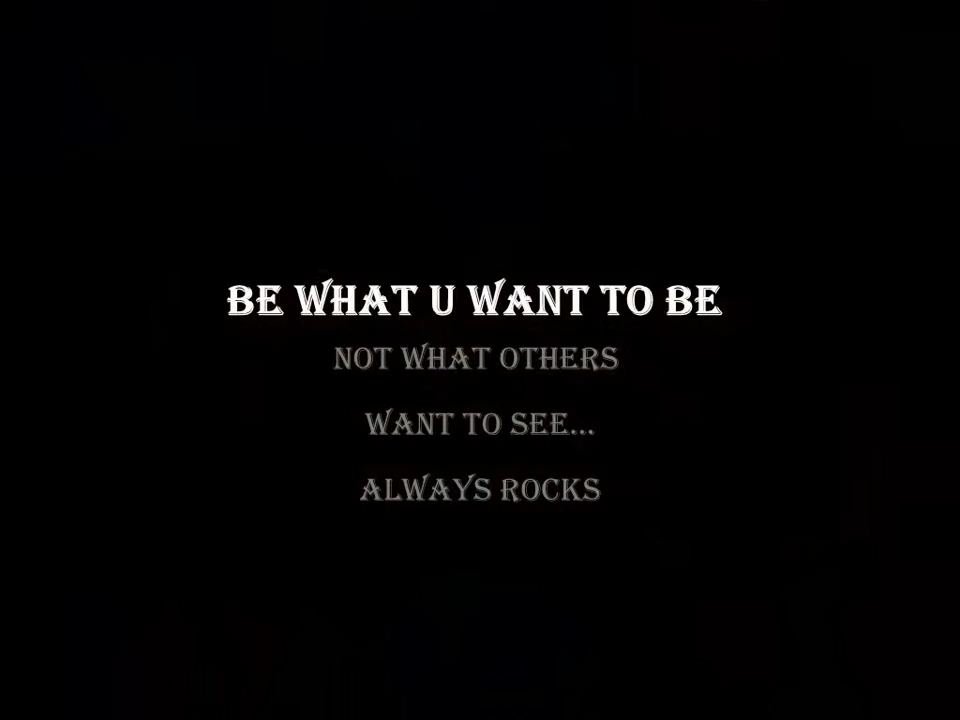 BE WHAT U WANT TO BE
NOT WHAT OTHERS
WANT TO SEE...
ALWAYS ROCKS